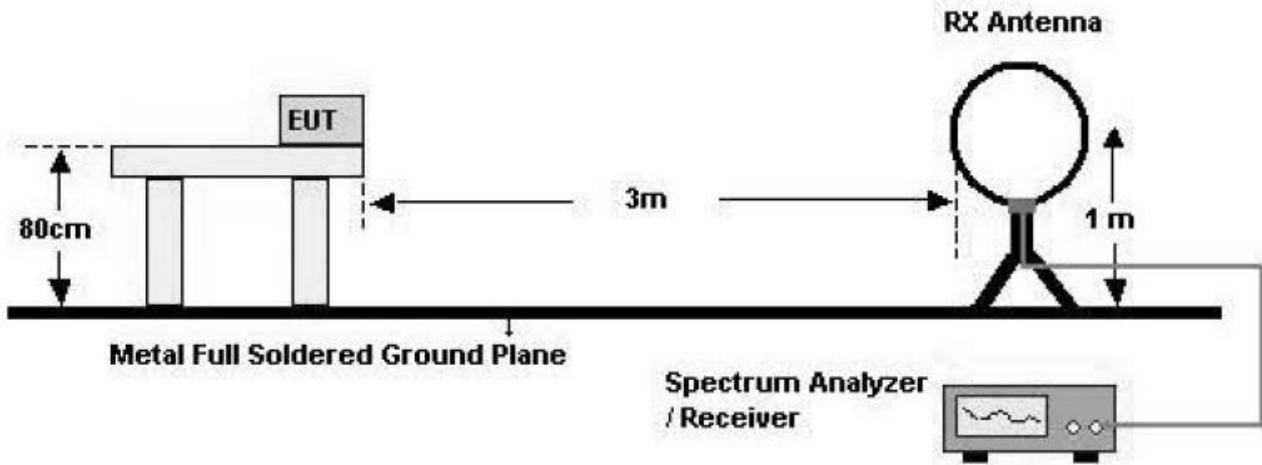 RX Antenna
EUT
80cm
3m
1 m
Metal Full Soldered Ground Plane
Spectrum Analyzer
/ Receiver